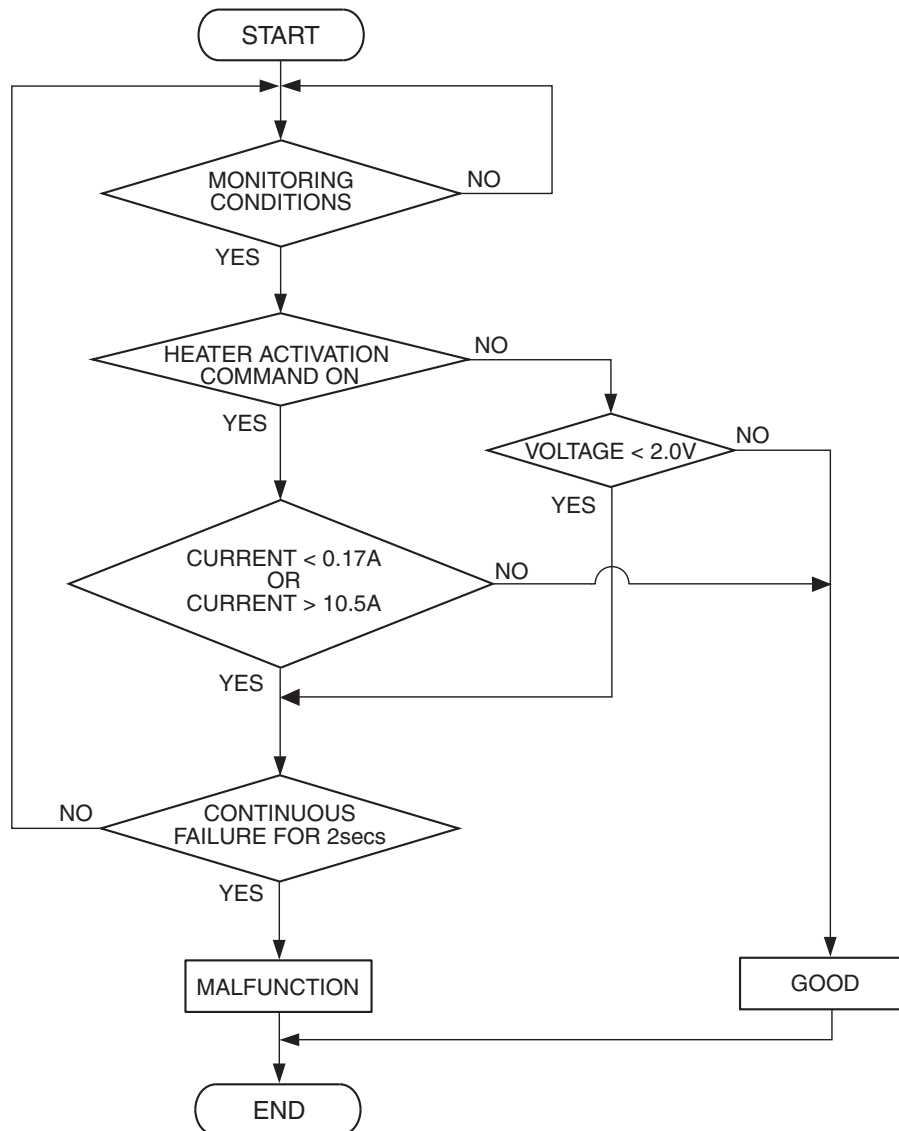 START
MONITORING
CONDITIONS
NO
YES
HEATER ACTIVATION
COMMAND ON
NO
YES
VOLTAGE < 2.0V
NO
YES
CURRENT < 0.17A
OR
CURRENT > 10.5A
NO
YES
CONTINUOUS
FAILURE FOR 2secs
NO
YES
MALFUNCTION
GOOD
END